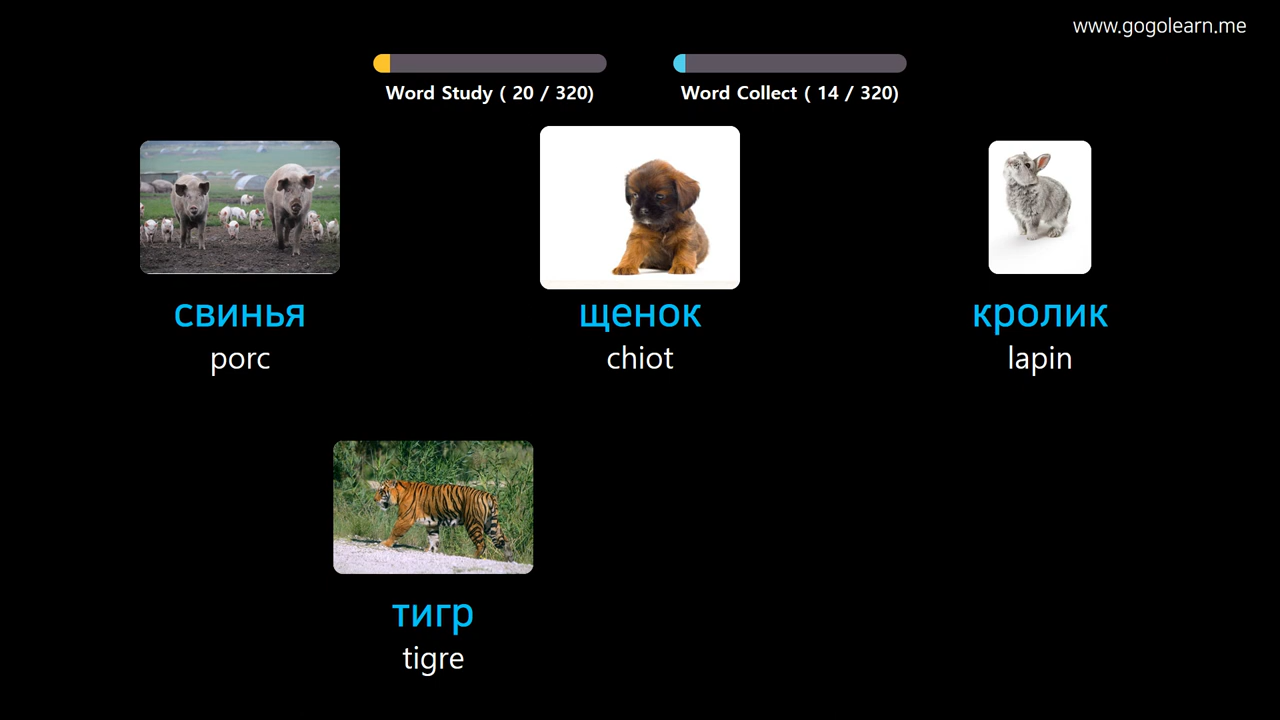 www.gogolearn.me
Word Study ( 20 / 320)
Word Collect ( 14 / 320)
свинья
porc
щенок
chiot
кролик
lapin
тигр
tigre